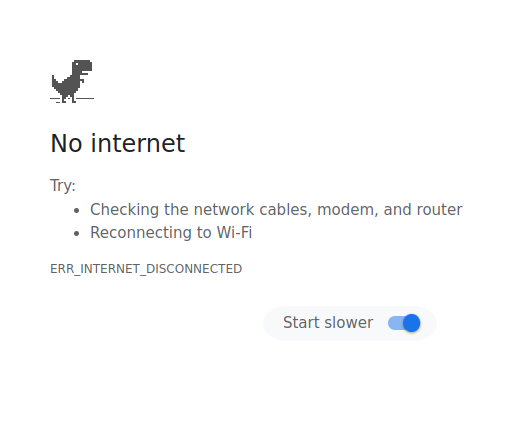 No internet
Try:
Checking the network cables, modem, and router
Reconnecting to Wi-Fi
ERR_INTERNET_DISCONNECTED
Start slower